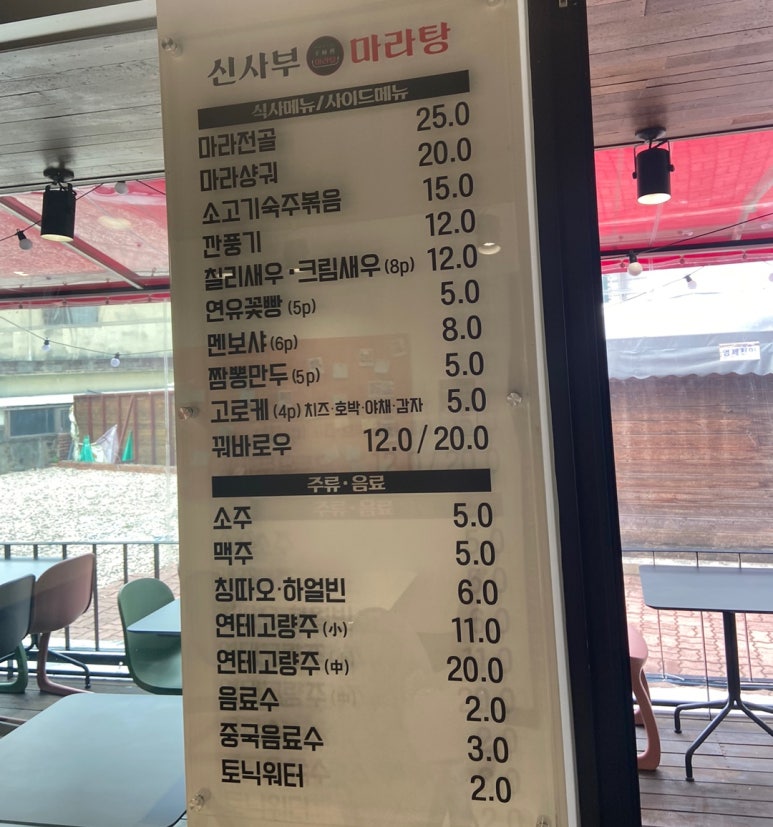 신사부 마라탕
식사메뉴/사이드메뉴
마라전골 25.0
마라샹궈 20.0
소고기숙주볶음 15.0
깐풍기 12.0
칠리새우·크림새우 (8p) 12.0
연유꽃빵 (5p) 5.0
멘보샤 (6p) 8.0
짬뽕만두 (5p) 5.0
고로케 (4p) 치즈·호박·야채·감자 5.0
꿔바로우 12.0 / 20.0
주류·음료
소주 5.0
맥주 5.0
칭따오·하얼빈 6.0
연테고량주 (小) 11.0
연테고량주 (中) 20.0
음료수 2.0
중국음료수 3.0
토닉워터 2.0